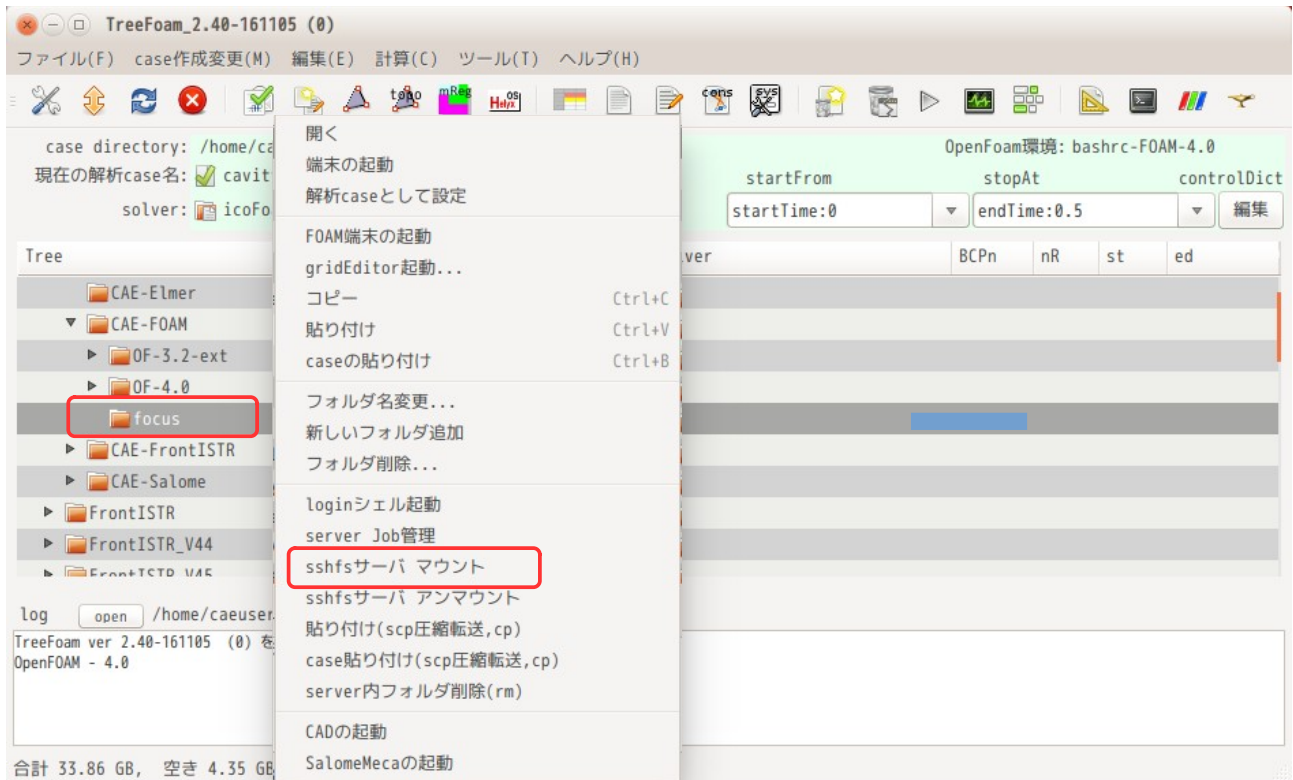 TreeFoam_2.40-161105 (0)
ファイル(F) case作成変更(M) 編集(E) 計算(C) ツール(T) ヘルプ(H)
topo mReg Helyx OS cons sys
case directory: /home/ca
OpenFoam環境: bashrc-FOAM-4.0
現在の解析case名: cavit
startFrom stopAt controlDict
solver: icoFo
startTime:0 endTime:0.5 編集
Tree
ver BCPn nR st ed
CAE-Elmer
CAE-FOAM
OF-3.2-ext
OF-4.0
focus
CAE-FrontISTR
CAE-Salome
FrontISTR
FrontISTR_V44
FrontISTR_V45
開く
端末の起動
解析caseとして設定
FOAM端末の起動
gridEditor起動...
コピー Ctrl+C
貼り付け Ctrl+V
caseの貼り付け Ctrl+B
フォルダ名変更...
新しいフォルダ追加
フォルダ削除...
loginシェル起動
server Job管理
sshfsサーバ マウント
sshfsサーバ アンマウント
貼り付け(scp圧縮転送,cp)
case貼り付け(scp圧縮転送,cp)
server内フォルダ削除(rm)
CADの起動
SalomeMecaの起動
log open /home/caeuser
TreeFoam ver 2.40-161105 (0) を
OpenFOAM - 4.0
合計 33.86 GB, 空き 4.35 GB